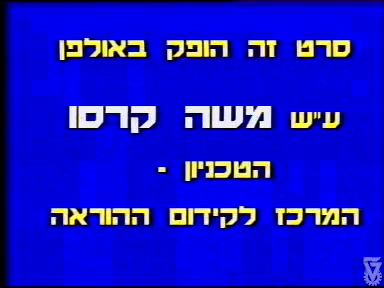 סרט זה הופק באולפן
ע"ש משה קרסו
הטכניון -
המרכז לקידום ההוראה